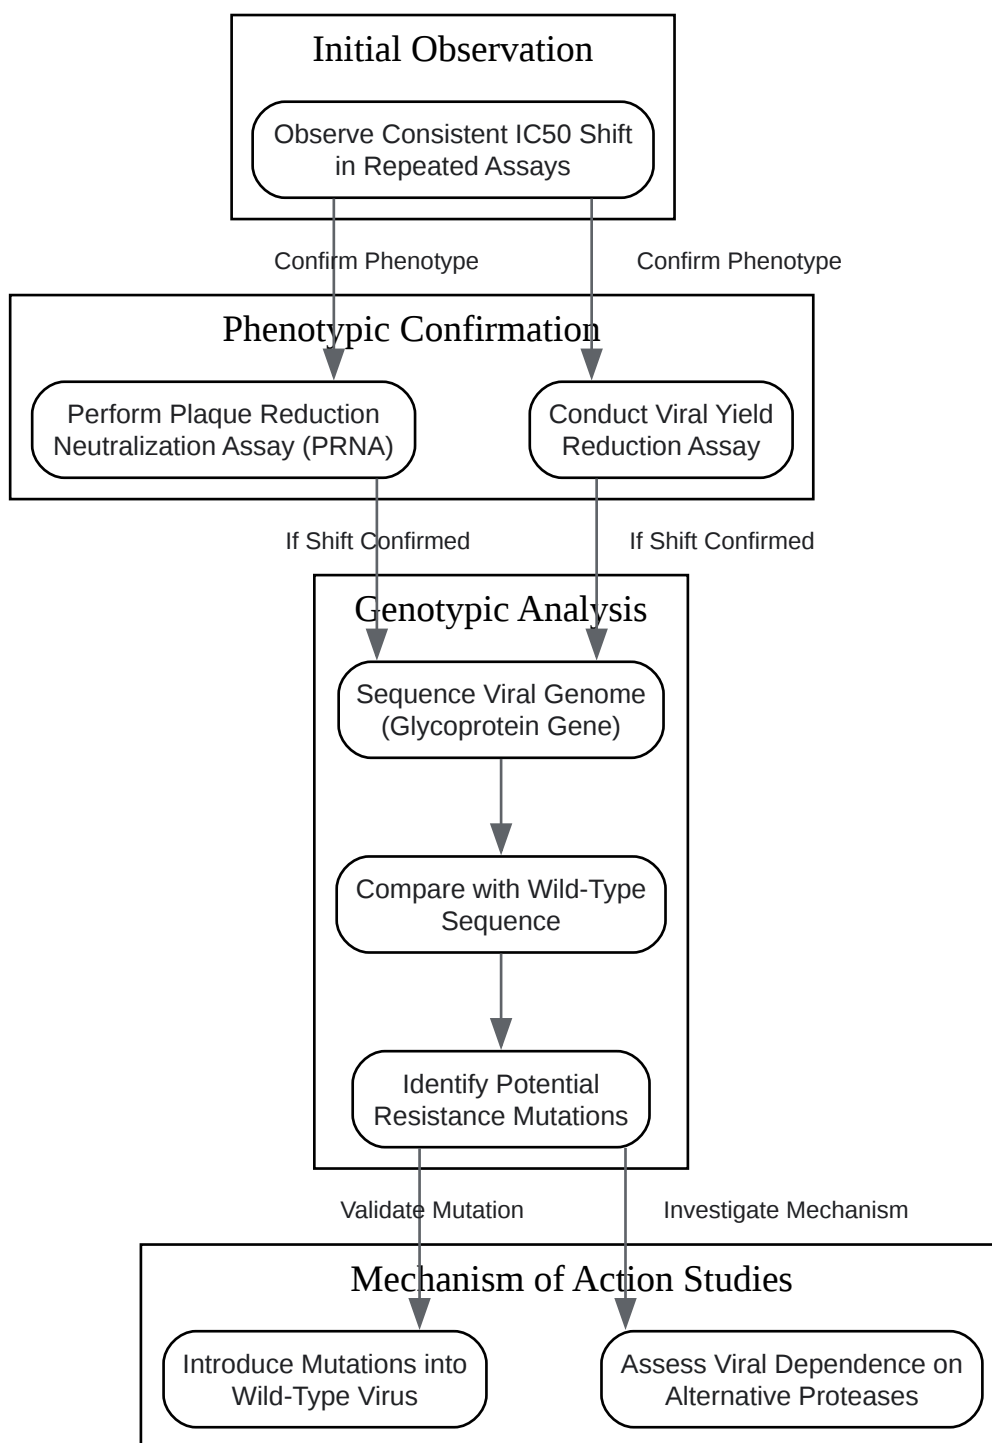 Initial Observation
Observe Consistent IC50 Shift
in Repeated Assays
Confirm Phenotype
Confirm Phenotype
Phenotypic Confirmation
Perform Plaque Reduction
Neutralization Assay (PRNA)
Conduct Viral Yield
Reduction Assay
If Shift Confirmed
If Shift Confirmed
Genotypic Analysis
Sequence Viral Genome
(Glycoprotein Gene)
Compare with Wild-Type
Sequence
Identify Potential
Resistance Mutations
Validate Mutation
Investigate Mechanism
Mechanism of Action Studies
Introduce Mutations into
Wild-Type Virus
Assess Viral Dependence on
Alternative Proteases